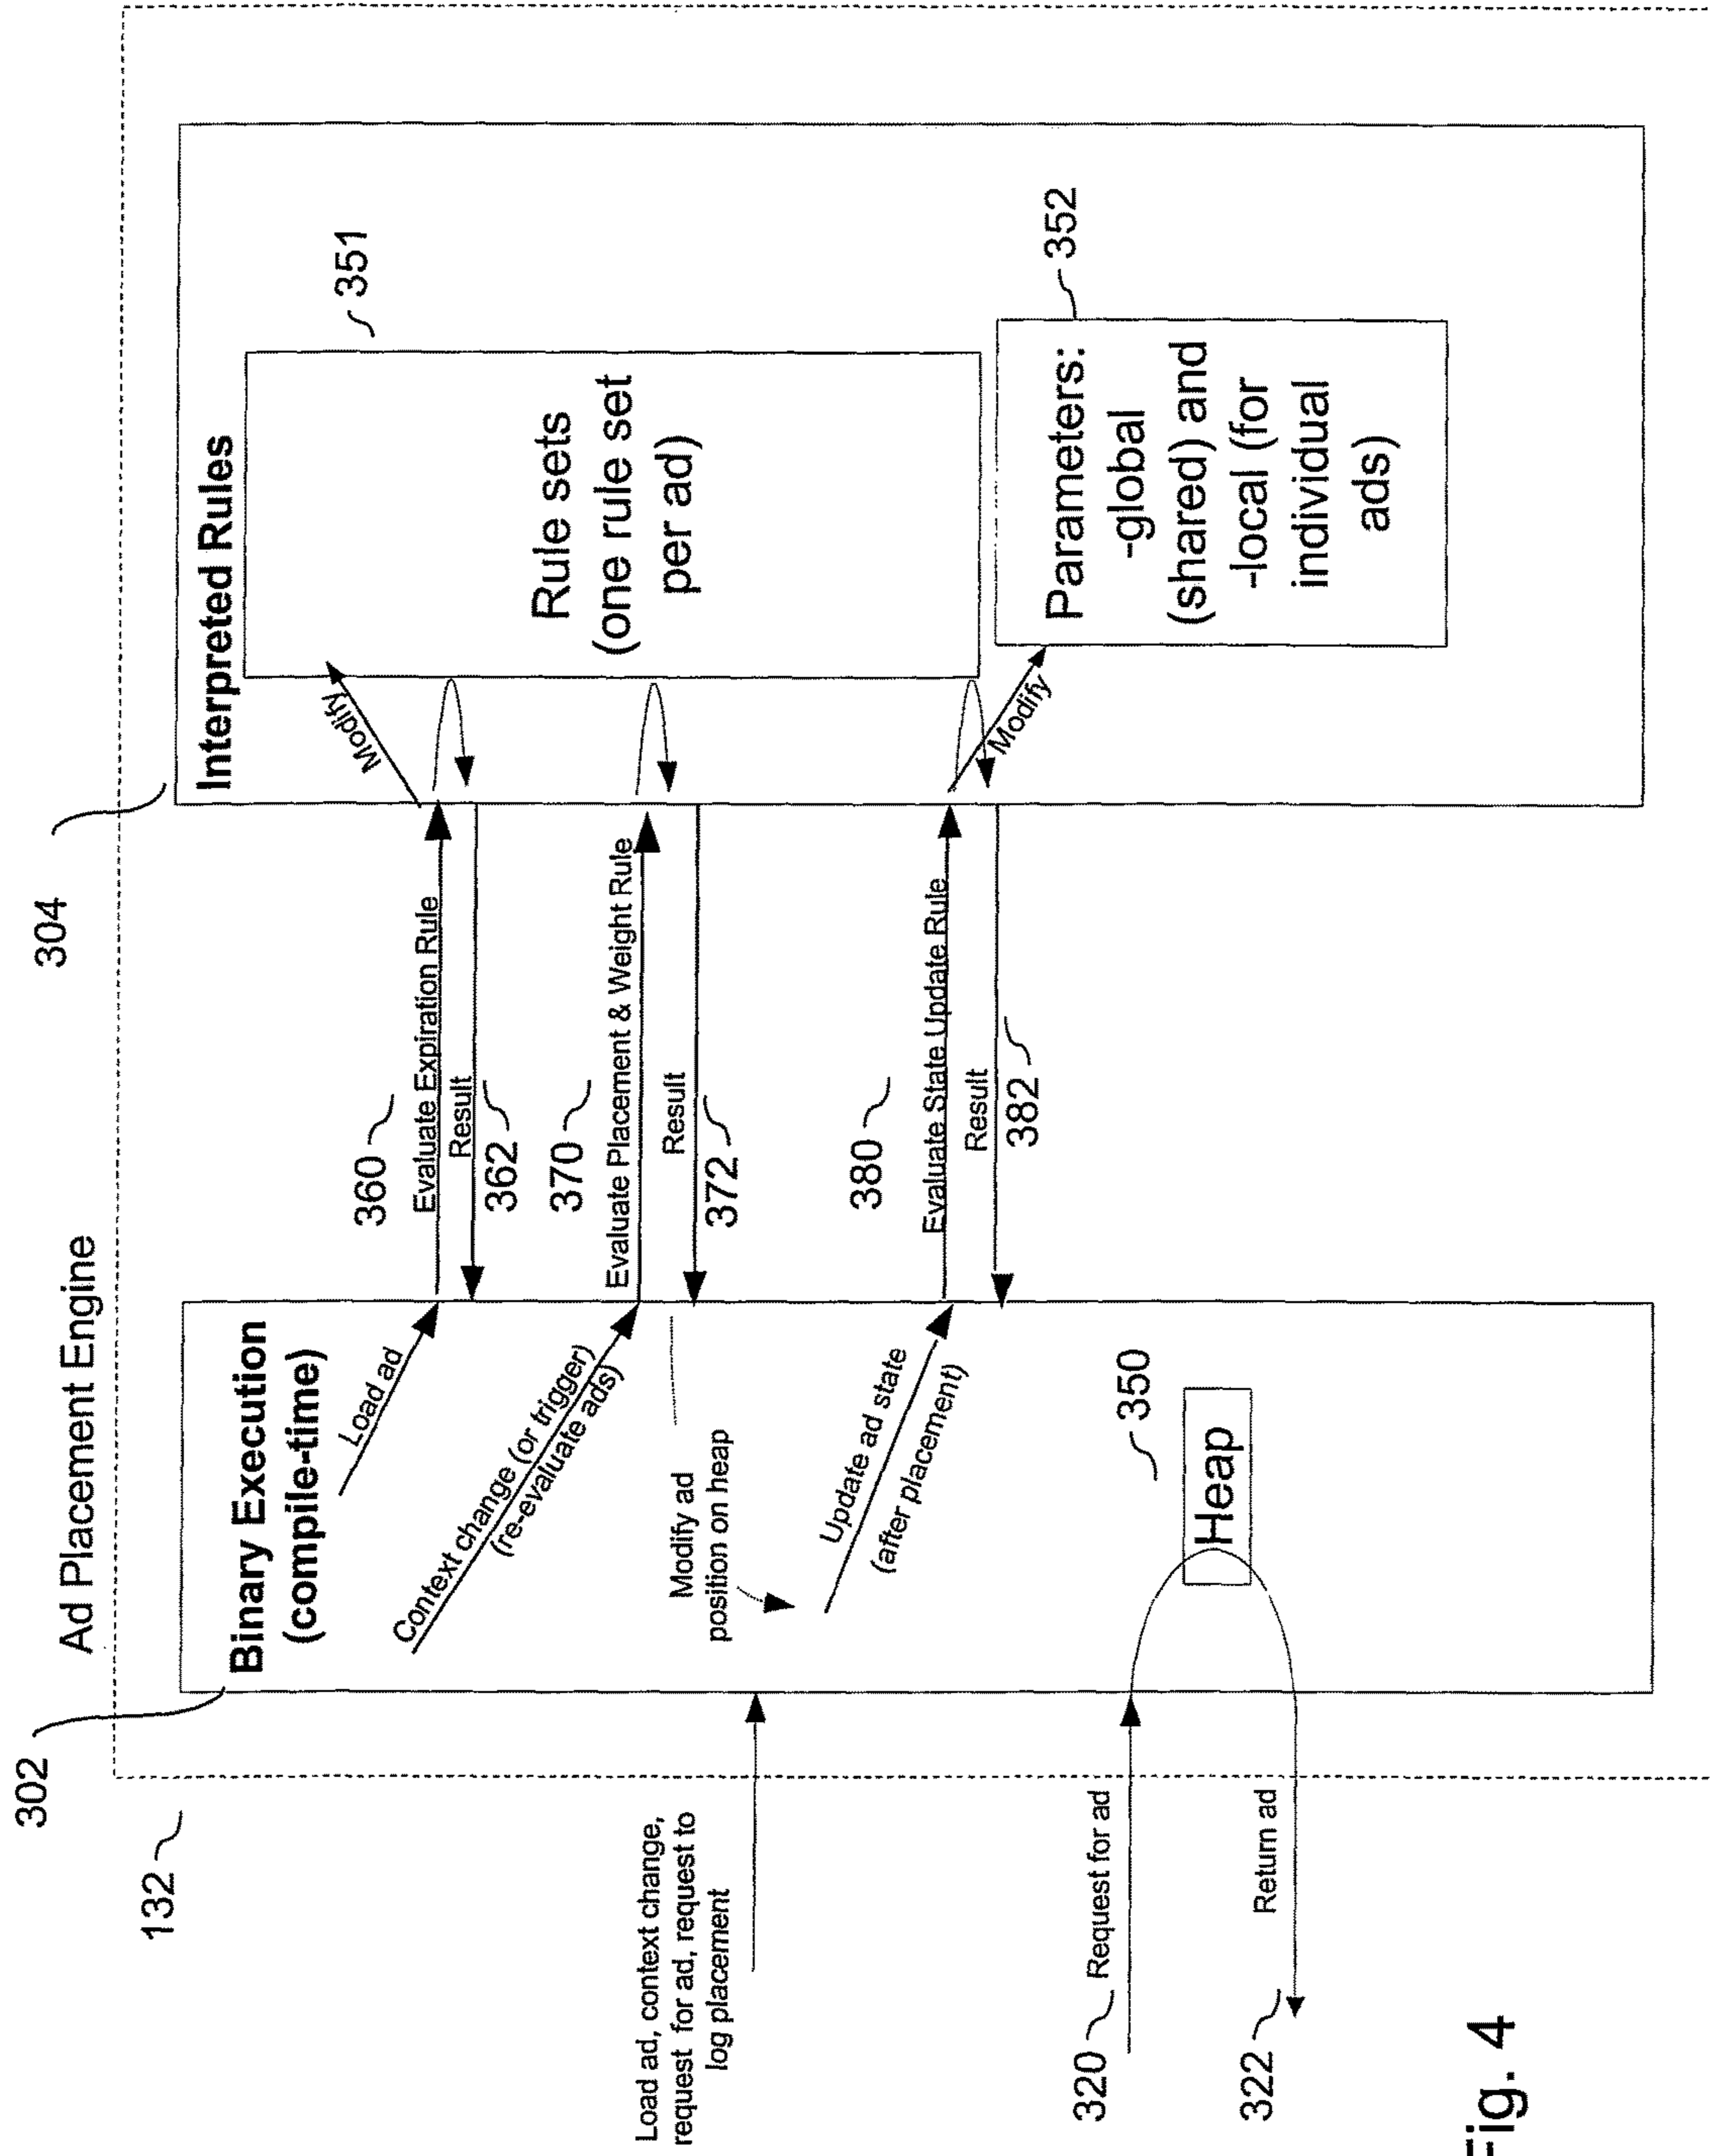 Ad Placement Engine
302
132
304
Binary Execution
(compile-time)
Interpreted Rules
Load ad
360
Evaluate Expiration Rule
Result
362
Modify
351
Rule sets
(one rule set
per ad)
Context change (or trigger)
(re-evaluate ads)
370
Evaluate Placement & Weight Rule
Result
372
Modify ad
position on heap
Load ad, context change,
request for ad, request to
log placement
Update ad state
(after placement)
380
Evaluate State Update Rule
Result
382
Modify
352
Parameters:
-global
(shared) and
-local (for
individual
ads)
350
Heap
320
Request for ad
322
Return ad
Fig. 4